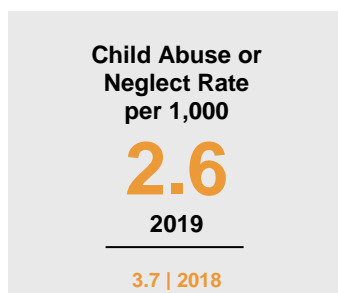 Child Abuse or
Neglect Rate
per 1,000
2.6
2019
3.7 | 2018